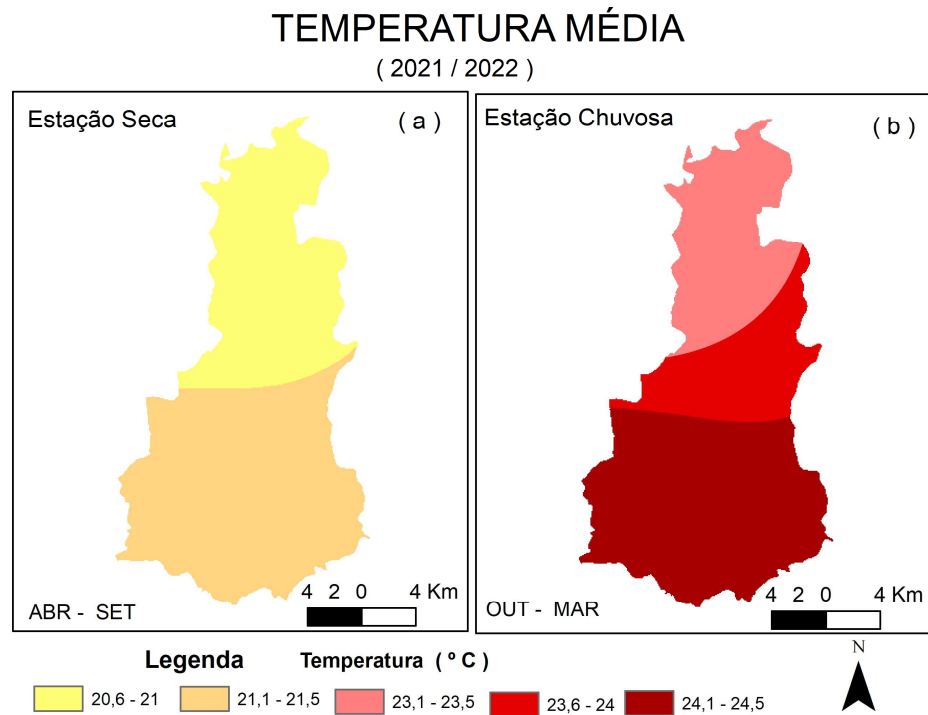 TEMPERATURA MÉDIA
( 2021 / 2022 )
Estação Seca
( a )
ABR - SET
4 2 0 4 Km
Estação Chuvosa
( b )
OUT - MAR
4 2 0 4 Km
N
Legenda
Temperatura ( º C )
20,6 - 21
21,1 - 21,5
23,1 - 23,5
23,6 - 24
24,1 - 24,5